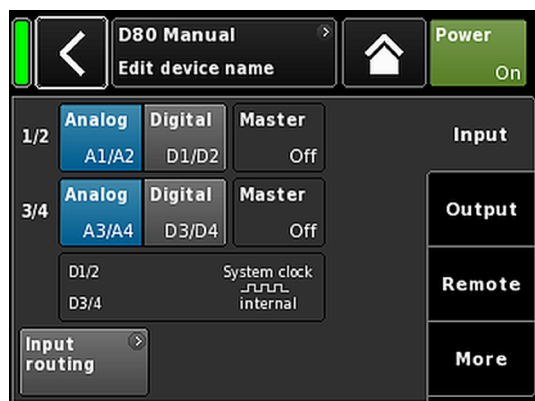 D80 Manual
Edit device name
Power
On
1/2
Analog
A1/A2
Digital
D1/D2
Master
Off
Input
3/4
Analog
A3/A4
Digital
D3/D4
Master
Off
Output
D1/2
System clock
D3/4
internal
Remote
Input
routing
More